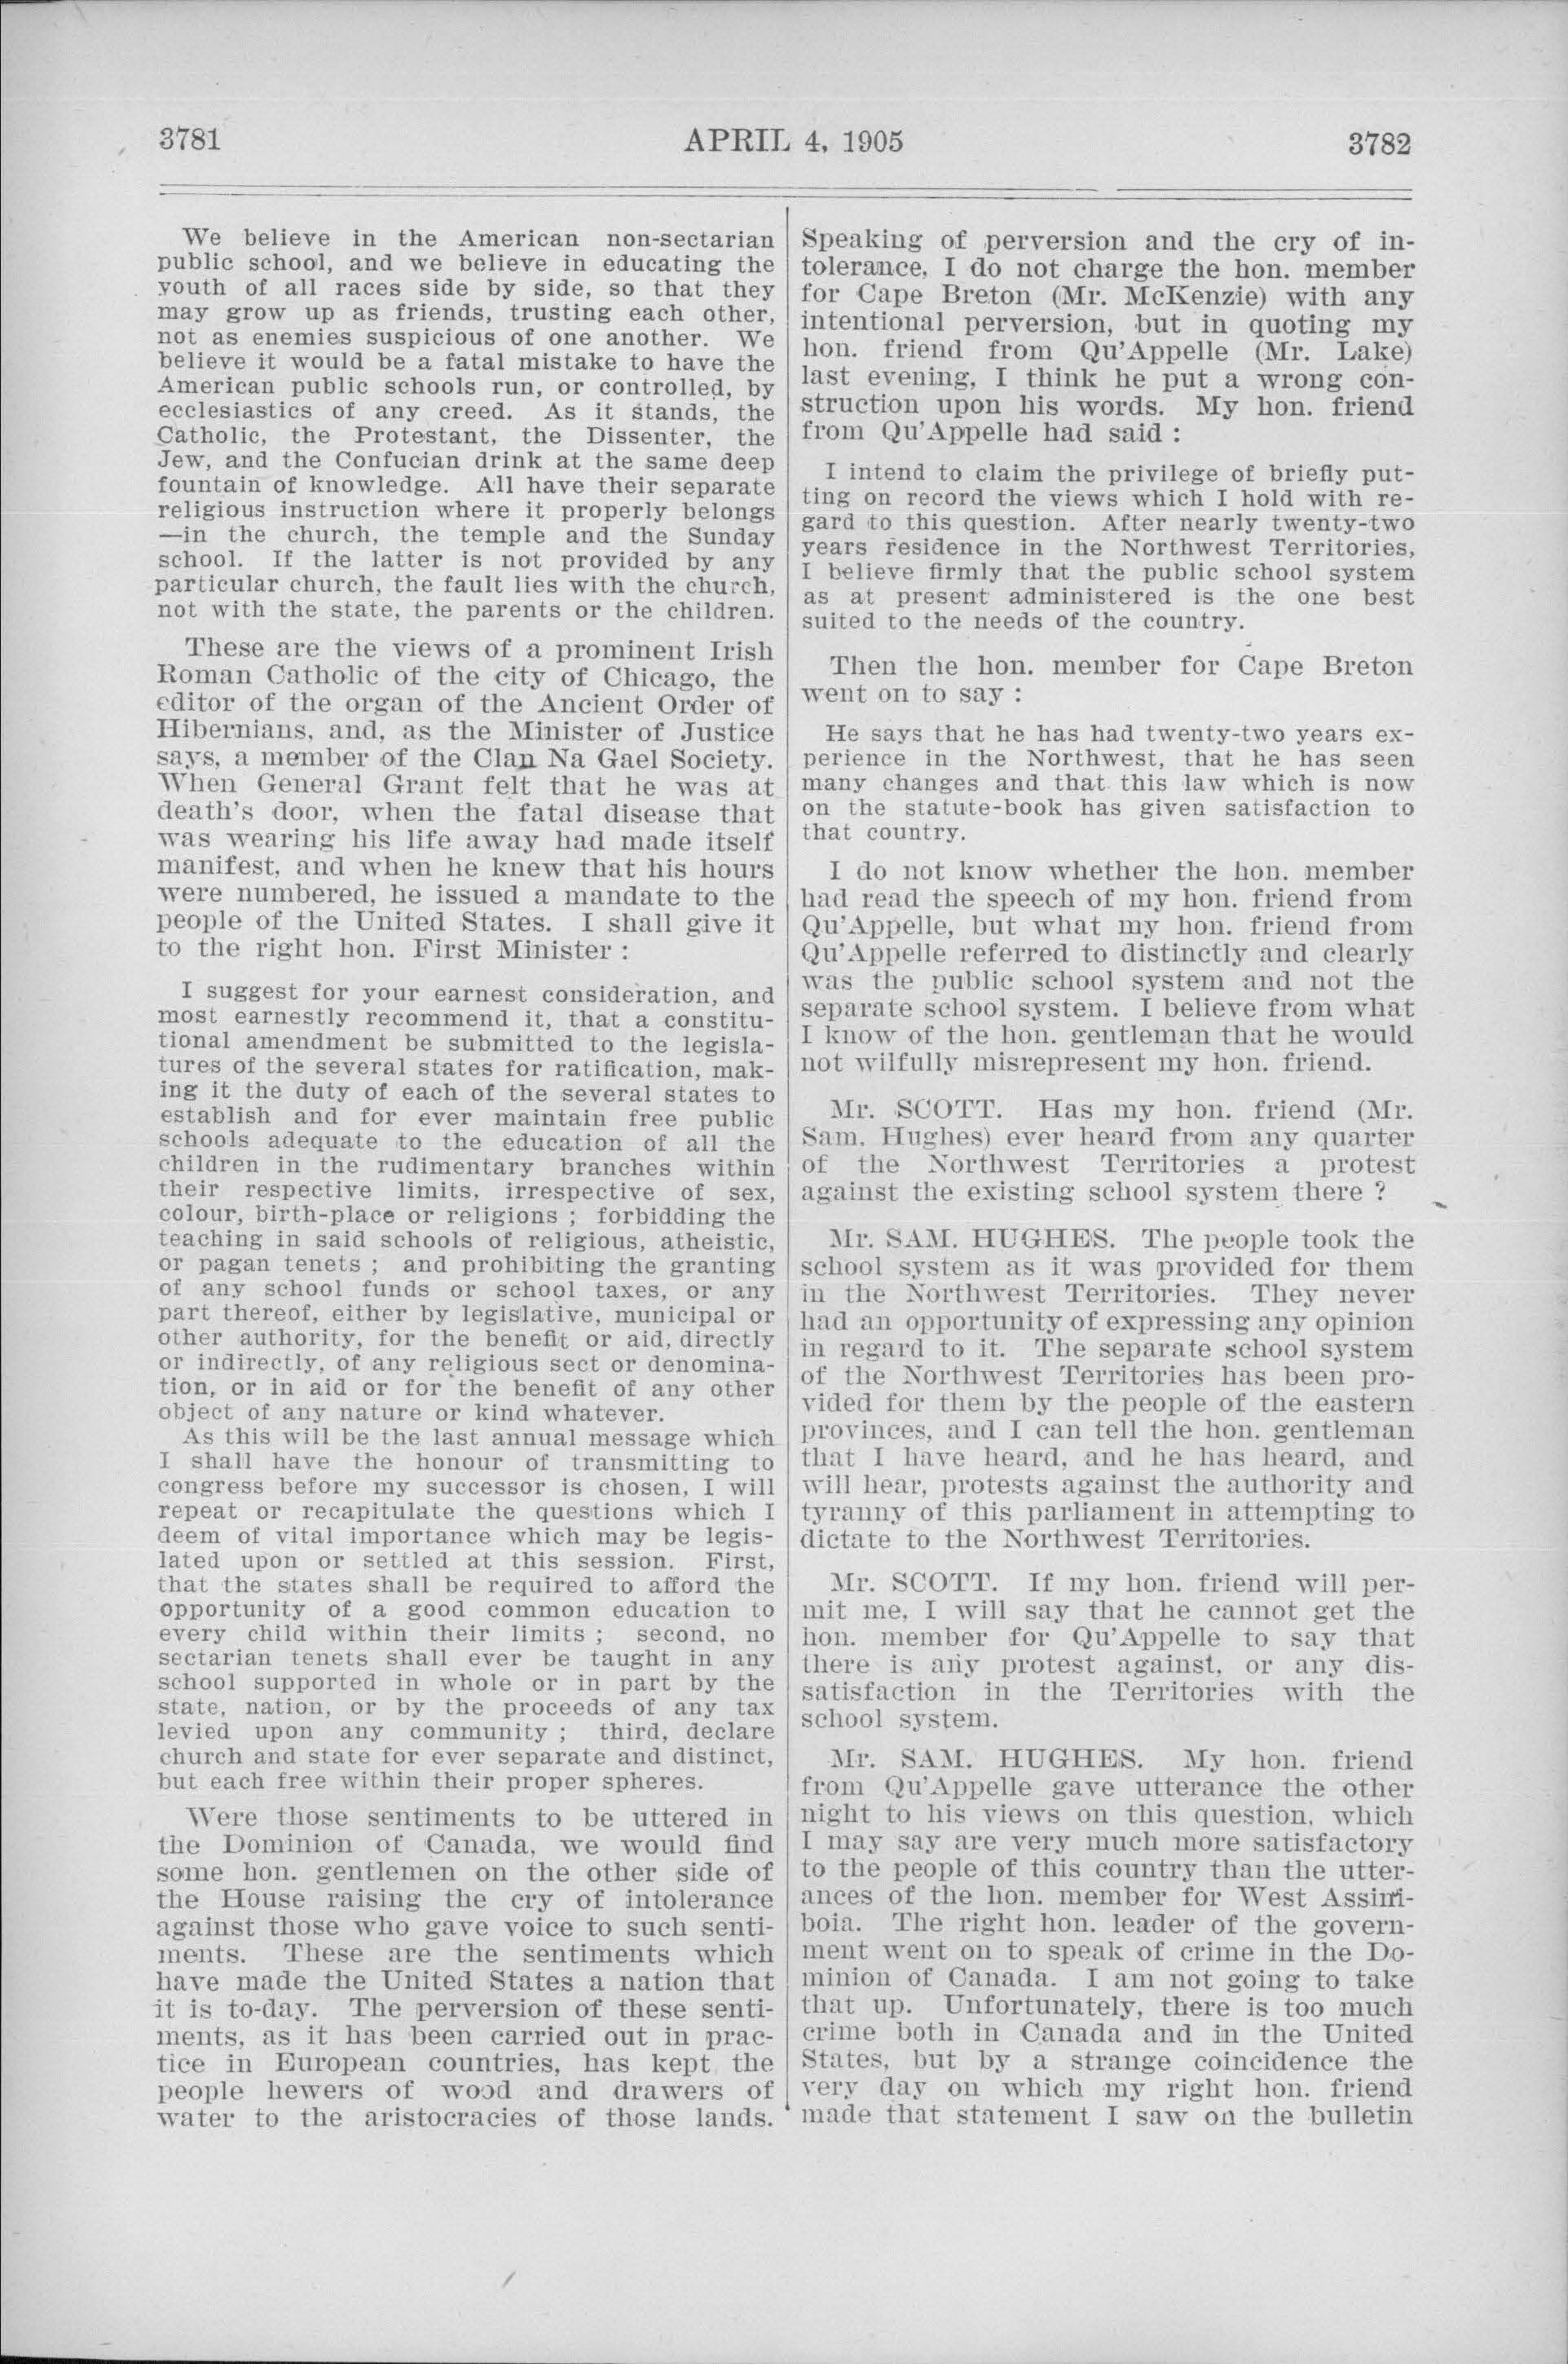 3781 APRIL 4, 1905 3782
We believe in the American non-sectarian
public school, and we believe in educating the
youth of all races side by side, so that they
may grow up as friends, trusting each other,
not as enemies suspicious of one another. We
believe it would be a fatal mistake to have the
American public schools run, or controlled, by
ecclesiastics of any creed. As it stands, the
Catholic, the Protestant, the Dissenter, the
Jew, and the Confucian drink at the same deep
fountain of knowledge. All have their separate
religious instruction where it properly belongs
—in the church, the temple and the Sunday
school. If the latter is not provided by any
particular church, the fault lies with the church,
not with the state, the parents or the children.
These are the views of a prominent Irish
Roman Catholic of the city of Chicago, the
editor of the organ of the Ancient Order of
Hibernians, and, as the Minister of Justice
says, a member of the Clan Na Gael Society.
When General Grant felt that he was at
death's door, when the fatal disease that
was wearing his life away had made itself
manifest, and when he knew that his hours
were numbered, he issued a mandate to the
people of the United States. I shall give it
to the right hon. First Minister :
I suggest for your earnest consideration, and
most earnestly recommend it, that a constitu-
tional amendment be submitted to the legisla-
tures of the several states for ratification, mak-
ing it the duty of each of the several states to
establish and for ever maintain free public
schools adequate to the education of all the
children in the rudimentary branches within
their respective limits, irrespective of sex,
colour, birth-place or religions ; forbidding the
teaching in said schools of religious, atheistic,
or pagan tenets ; and prohibiting the granting
of any school funds or school taxes, or any
part thereof, either by legislative, municipal or
other authority, for the benefit or aid, directly
or indirectly, of any religious sect or denomina-
tion, or in aid or for the benefit of any other
object of any nature or kind whatever.
As this will be the last annual message which
I shall have the honour of transmitting to
congress before my successor is chosen, I will
repeat or recapitulate the questions which I
deem of vital importance which may be legis-
lated upon or settled at this session. First,
that the states shall be required to afford the
opportunity of a good common education to
every child within their limits ; second, no
sectarian tenets shall ever be taught in any
school supported in whole or in part by the
state, nation, or by the proceeds of any tax
levied upon any community ; third, declare
church and state for ever separate and distinct,
but each free within their proper spheres.
Were those sentiments to be uttered in
the Dominion of Canada, we would find
some hon. gentlemen on the other side of
the House raising the cry of intolerance
against those who gave voice to such senti-
ments. These are the sentiments which
have made the United States a nation that
it is to-day. The perversion of these senti-
ments, as it has been carried out in prac-
tice in European countries, has kept the
people hewers of wood and drawers of
water to the aristocracies of those lands.
Speaking of perversion and the cry of in-
tolerance, I do not charge the hon. member
for Cape Breton (Mr. McKenzie) with any
intentional perversion, but in quoting my
hon. friend from Qu'Appelle (Mr. Lake)
last evening, I think he put a wrong con-
struction upon his words. My hon. friend
from Qu'Appelle had said :
I intend to claim the privilege of briefly put-
ting on record the views which I hold with re-
gard to this question. After nearly twenty-two
years residence in the Northwest Territories,
I believe firmly that the public school system
as at present administered is the one best
suited to the needs of the country.
Then the hon. member for Cape Breton
went on to say :
He says that he has had twenty-two years ex-
perience in the Northwest, that he has seen
many changes and that this law which is now
on the statute-book has given satisfaction to
that country.
I do not know whether the hon. member
had read the speech of my hon. friend from
Qu'Appelle, but what my hon. friend from
Qu'Appelle referred to distinctly and clearly
was the public school system and not the
separate school system. I believe from what
I know of the hon. gentleman that he would
not wilfully misrepresent my hon. friend.
Mr. SCOTT. Has my hon. friend (Mr.
Sam. Hughes) ever heard from any quarter
of the Northwest Territories a protest
against the existing school system there ?
Mr. SAM. HUGHES. The people took the
school system as it was provided for them
in the Northwest Territories. They never
had an opportunity of expressing any opinion
in regard to it. The separate school system
of the Northwest Territories has been pro-
vided for them by the people of the eastern
provinces, and I can tell the hon. gentleman
that I have heard, and he has heard, and
will hear, protests against the authority and
tyranny of this parliament in attempting to
dictate to the Northwest Territories.
Mr. SCOTT. If my hon. friend will per-
mit me, I will say that he cannot get the
hon. member for Qu'Appelle to say that
there is any protest against, or any dis-
satisfaction in the Territories with the
school system.
Mr. SAM. HUGHES. My hon. friend
from Qu'Appelle gave utterance the other
night to his views on this question, which
I may say are very much more satisfactory
to the people of this country than the utter-
ances of the hon. member for West Assini-
boia. The right hon. leader of the govern-
ment went on to speak of crime in the Do-
minion of Canada. I am not going to take
that up. Unfortunately, there is too much
crime both in Canada and in the United
States, but by a strange coincidence the
very day on which my right hon. friend
made that statement I saw on the bulletin